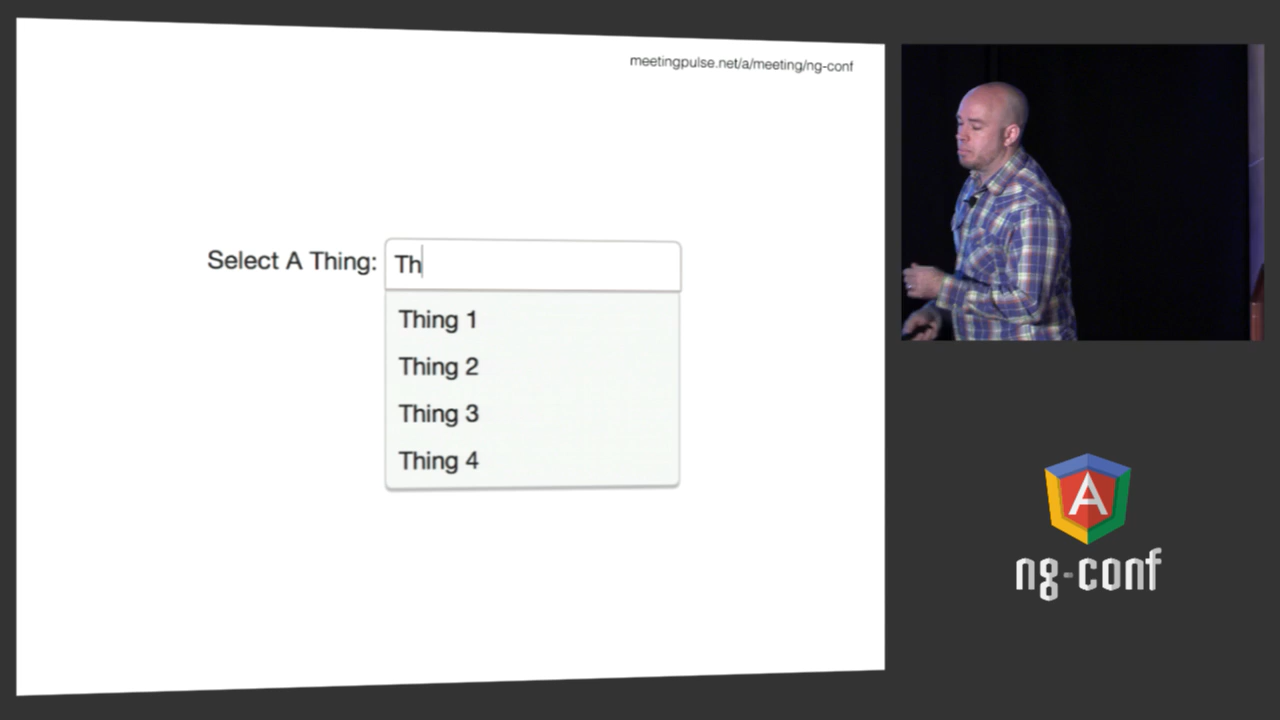 meetingpulse.net/a/meeting/ng-conf
Select A Thing: Th
Thing 1
Thing 2
Thing 3
Thing 4
A
ng-conf